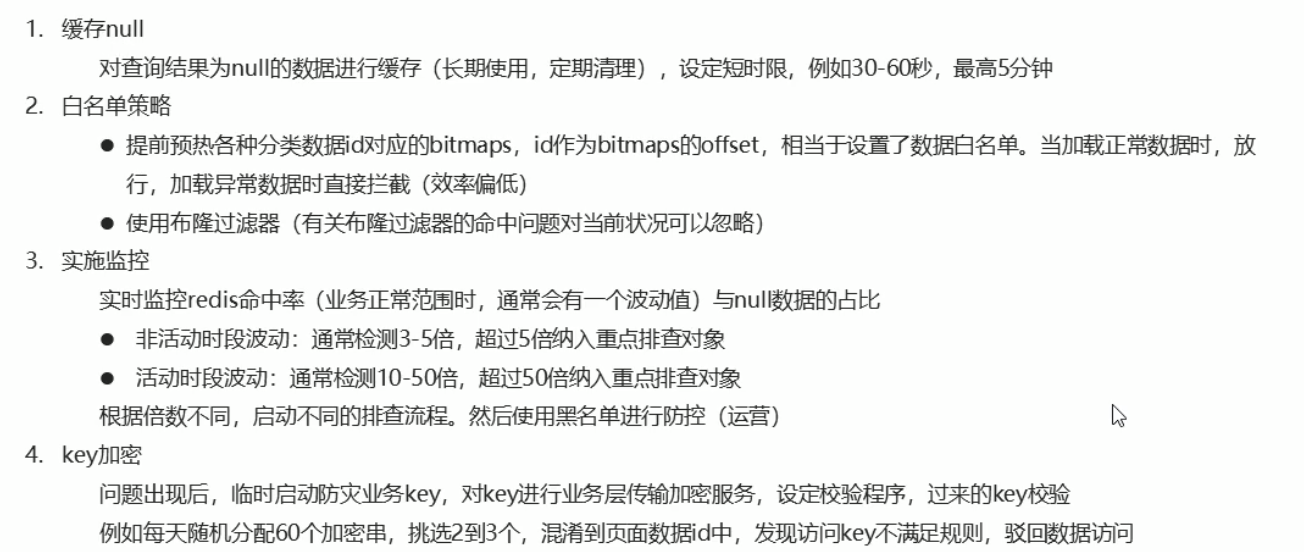 1. 缓存null
对查询结果为null的数据进行缓存（长期使用，定期清理），设定短时限，例如30-60秒，最高5分钟
2. 白名单策略
● 提前预热各种分类数据id对应的bitmaps，id作为bitmaps的offset，相当于设置了数据白名单。当加载正常数据时，放
行，加载异常数据时直接拦截（效率偏低）
● 使用布隆过滤器（有关布隆过滤器的命中问题对当前状况可以忽略）
3. 实施监控
实时监控redis命中率（业务正常范围时，通常会有一个波动值）与null数据的占比
● 非活动时段波动：通常检测3-5倍，超过5倍纳入重点排查对象
● 活动时段波动：通常检测10-50倍，超过50倍纳入重点排查对象
根据倍数不同，启动不同的排查流程。然后使用黑名单进行防控（运营）
4. key加密
问题出现后，临时启动防灾业务key，对key进行业务层传输加密服务，设定校验程序，过来的key校验
例如每天随机分配60个加密串，挑选2到3个，混淆到页面数据id中，发现访问key不满足规则，驳回数据访问